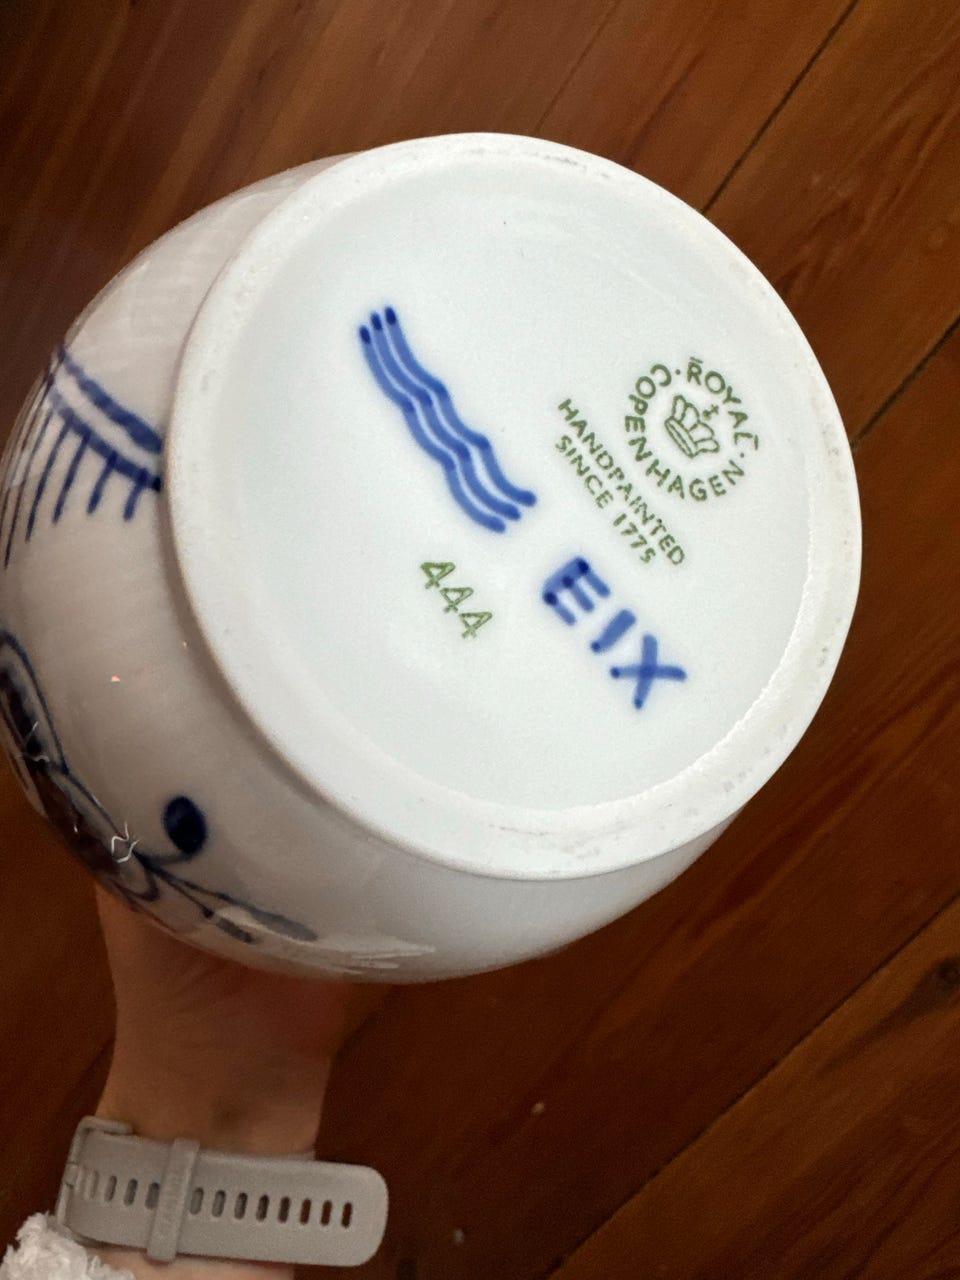 ROYAL · COPENHAGEN ·
HANDPAINTED
SINCE 1775
444
EIX